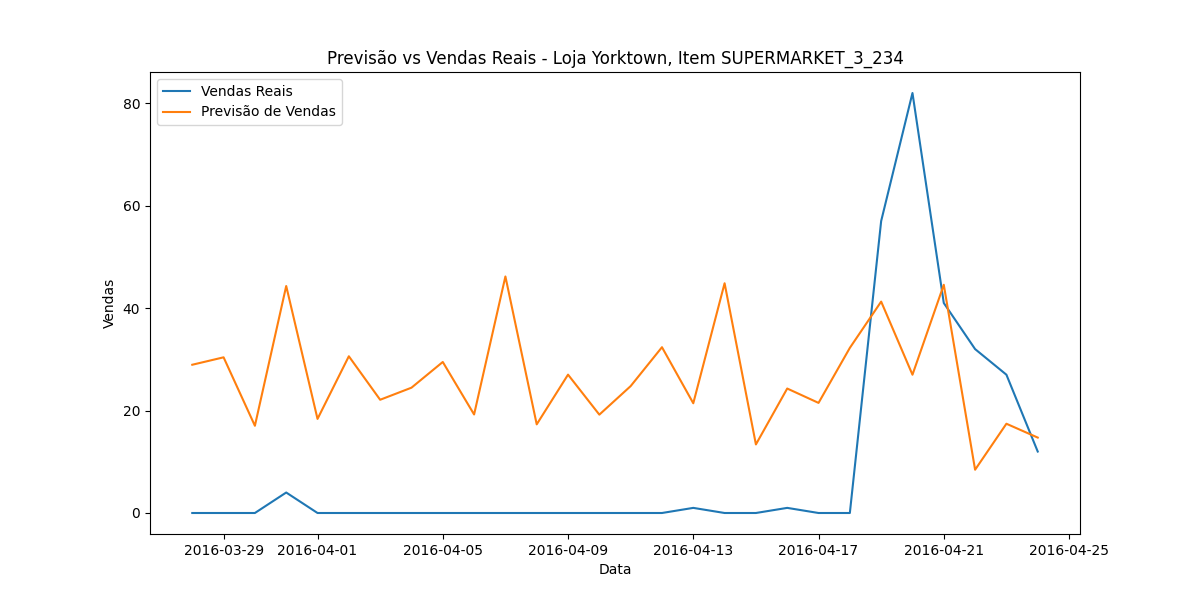 Previsão vs Vendas Reais - Loja Yorktown, Item SUPERMARKET_3_234
Vendas Reais
Previsão de Vendas
80
60
40
20
0
Vendas
2016-03-29
2016-04-01
2016-04-05
2016-04-09
2016-04-13
2016-04-17
2016-04-21
2016-04-25
Data